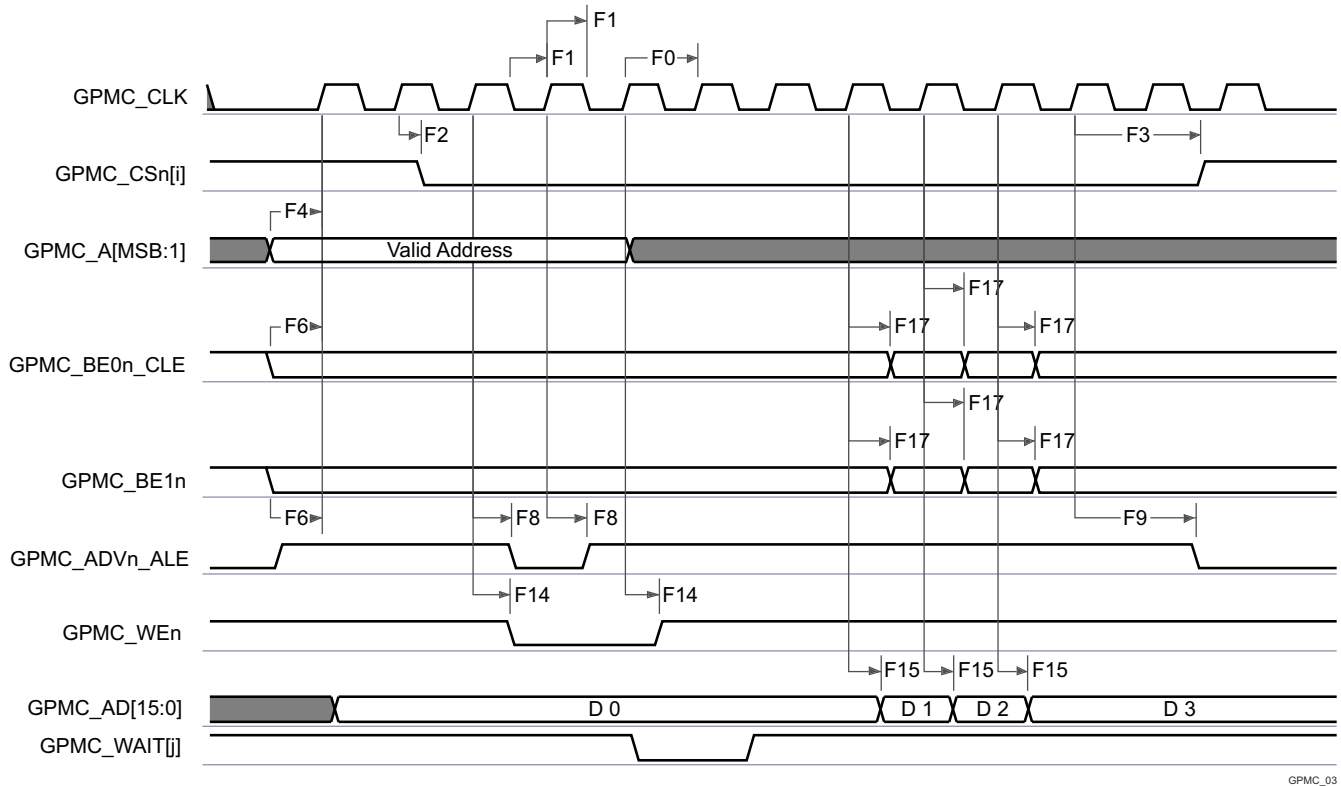 F1
F1
F0
GPMC_CLK
F2
F3
GPMC_CSn[i]
F4
GPMC_A[MSB:1]
Valid Address
F17
F6
F17
F17
GPMC_BE0n_CLE
F17
F17
F17
GPMC_BE1n
F6
F8
F8
F9
GPMC_ADVn_ALE
F14
F14
GPMC_WEn
F15
F15
F15
GPMC_AD[15:0]
D 0
D 1
D 2
D 3
GPMC_WAIT[j]
GPMC_03